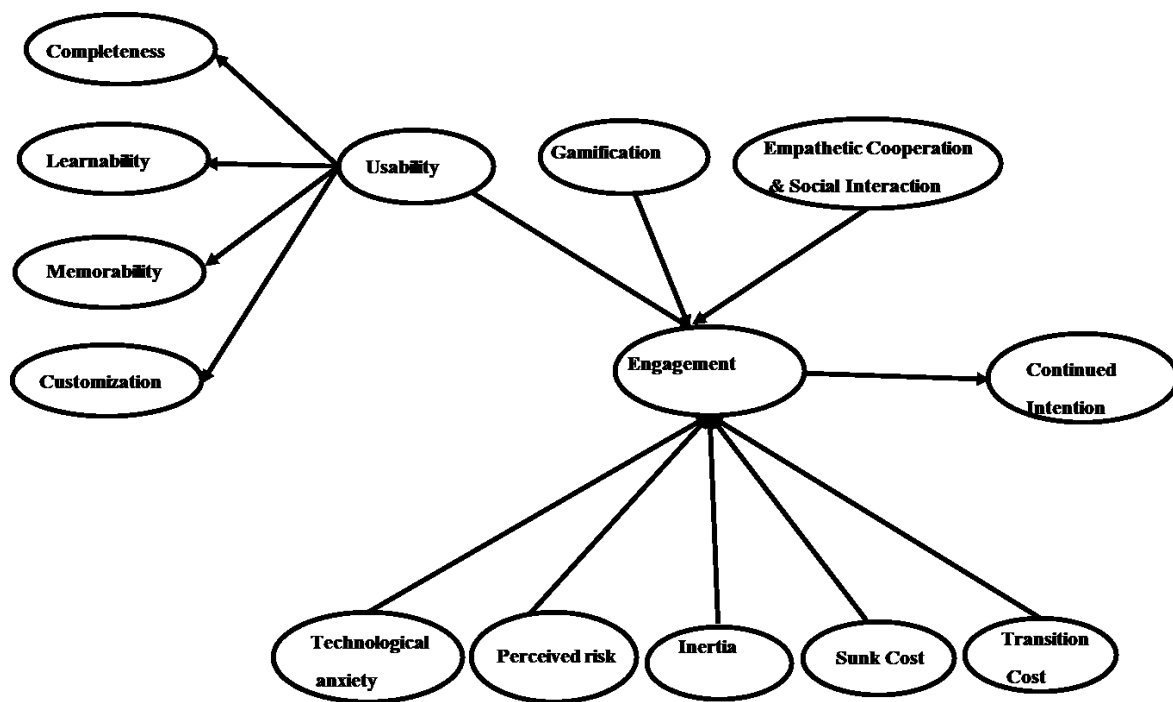 Completeness
Learnability
Memorability
Customization
Usability
Gamification
Empathetic Cooperation
& Social Interaction
Engagement
Continued
Intention
Technological
anxiety
Perceived risk
Inertia
Sunk Cost
Transition
Cost